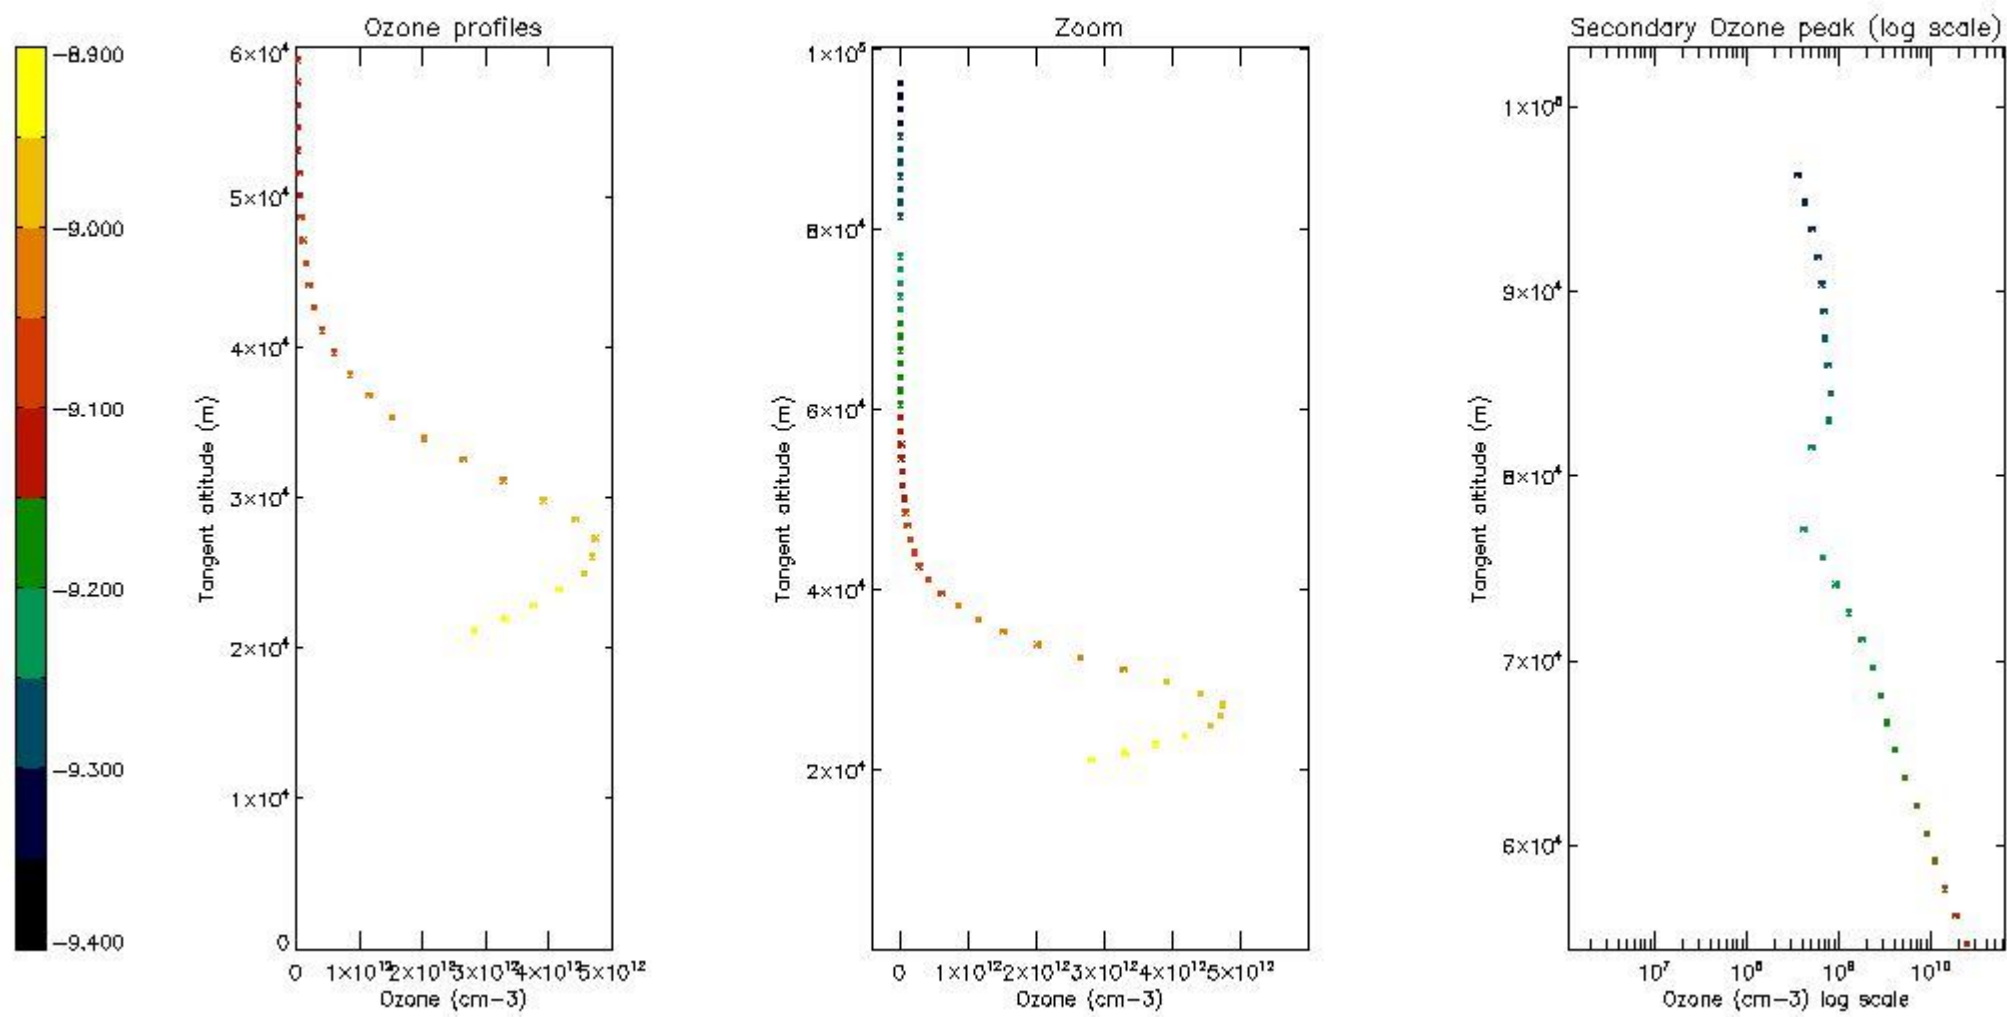 Ozone profiles
Zoom
Secondary Ozone peak (log scale)
−8.900
−9.000
−9.100
−9.200
−9.300
−9.400
6×10⁴
5×10⁴
4×10⁴
3×10⁴
2×10⁴
1×10⁴
0
Tangent altitude (m)
0 1×10¹² 2×10¹² 3×10¹² 4×10¹² 5×10¹²
Ozone (cm−3)
1×10⁵
8×10⁴
6×10⁴
4×10⁴
2×10⁴
Tangent altitude (m)
0 1×10¹² 2×10¹² 3×10¹² 4×10¹² 5×10¹²
Ozone (cm−3)
1×10⁵
9×10⁴
8×10⁴
7×10⁴
6×10⁴
Tangent altitude (m)
10⁷ 10⁸ 10⁹ 10¹⁰
Ozone (cm−3) log scale